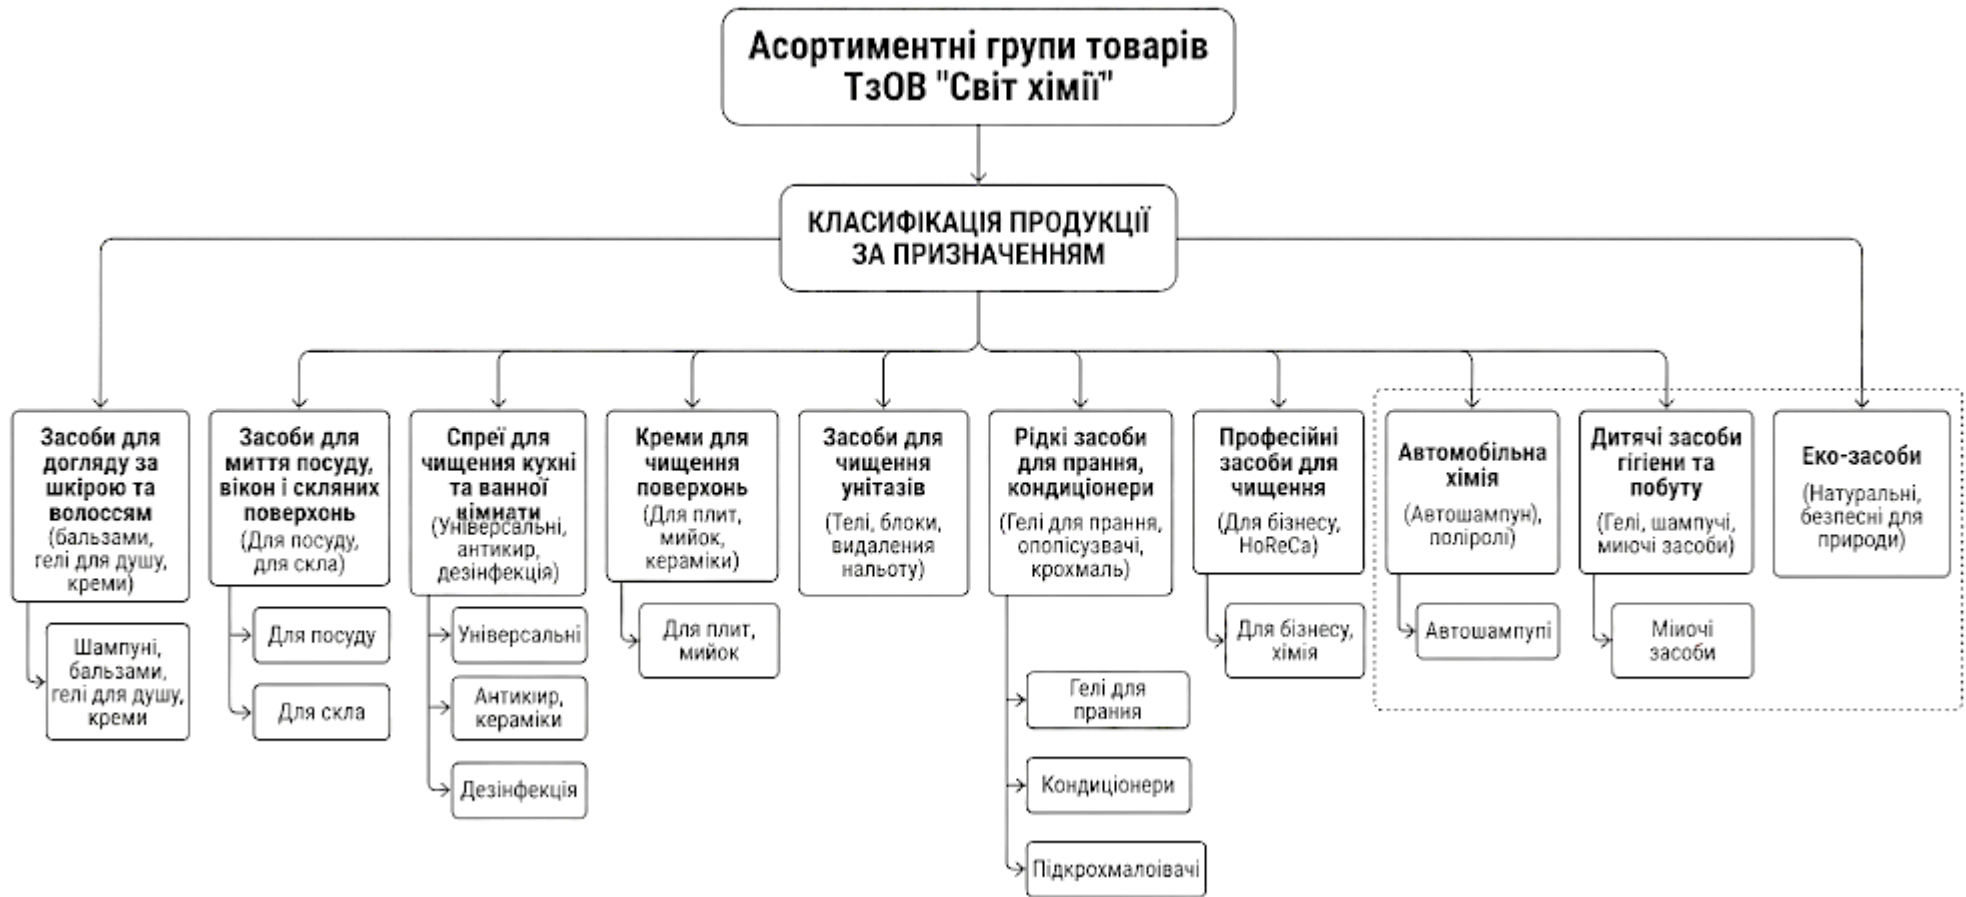 Асортиментні групи товарів
ТзОВ "Світ хімії"
КЛАСИФІКАЦІЯ ПРОДУКЦІЇ
ЗА ПРИЗНАЧЕННЯМ
Засоби для
догляду за
шкірою та
волоссям
(бальзами,
гелі для душу,
креми)
Шампуні,
бальзами,
гелі для душу,
креми
Засоби для
миття посуду,
вікон і скляних
поверхонь
(Для посуду,
для скла)
Для посуду
Для скла
Спреї для
чищення кухні
та ванної
кімнати
(Універсальні,
антикир,
дезінфекція)
Універсальні
Антикир,
кераміки
Дезінфекція
Креми для
чищення
поверхонь
(Для плит,
мийок,
кераміки)
Для плит,
мийок
Засоби для
чищення
унітазів
(Телі, блоки,
видалення
нальоту)
Рідкі засоби
для прання,
кондиціонери
(Гелі для прання,
опопісузвачі,
крохмаль)
Гелі для
прання
Кондиціонери
Підкрохмалоівачі
Професійні
засоби для
чищення
(Для бізнесу,
HoReCa)
Для бізнесу,
хімія
Автомобільна
хімія
(Автошампун),
поліролі)
Автошампупі
Дитячі засоби
гігієни та
побуту
(Гелі, шампучі,
миючі засоби)
Міиочі
засоби
Еко-засоби
(Натуральні,
безпесні для
природи)